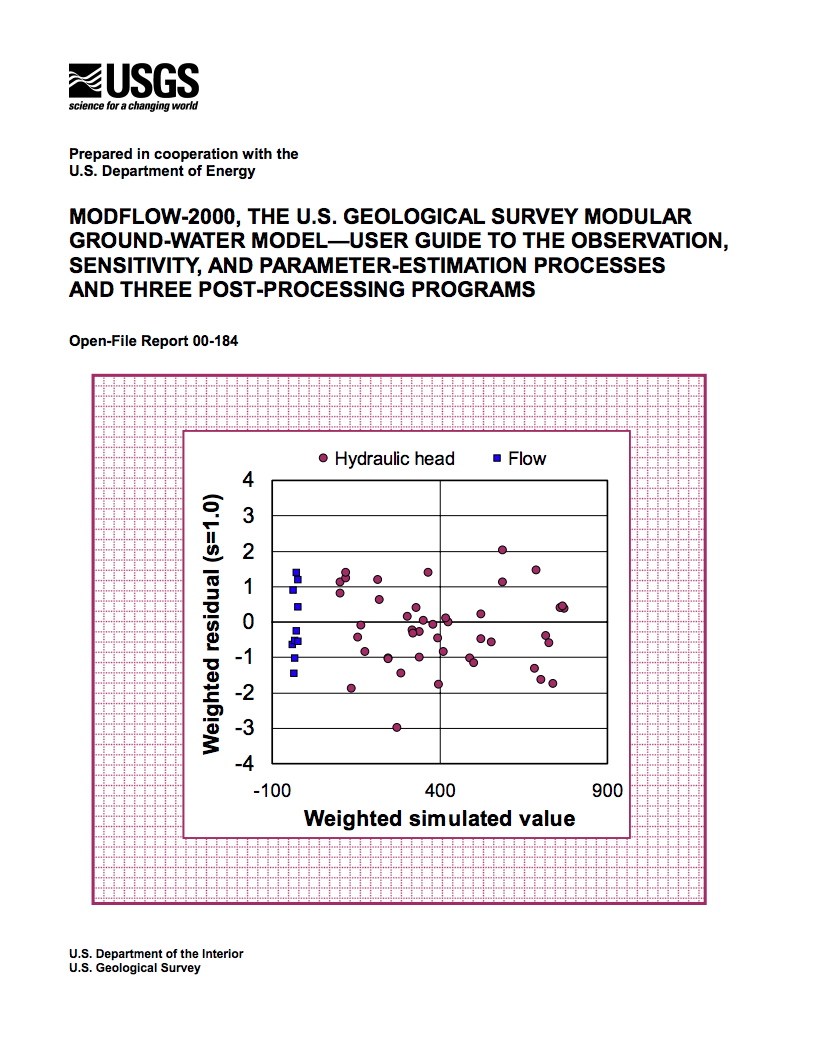 USGS
science for a changing world
Prepared in cooperation with the
U.S. Department of Energy
MODFLOW-2000, THE U.S. GEOLOGICAL SURVEY MODULAR
GROUND-WATER MODEL—USER GUIDE TO THE OBSERVATION,
SENSITIVITY, AND PARAMETER-ESTIMATION PROCESSES
AND THREE POST-PROCESSING PROGRAMS
Open-File Report 00-184
Hydraulic head Flow
Weighted residual (s=1.0)
4
3
2
1
0
-1
-2
-3
-4
-100 400 900
Weighted simulated value
U.S. Department of the Interior
U.S. Geological Survey